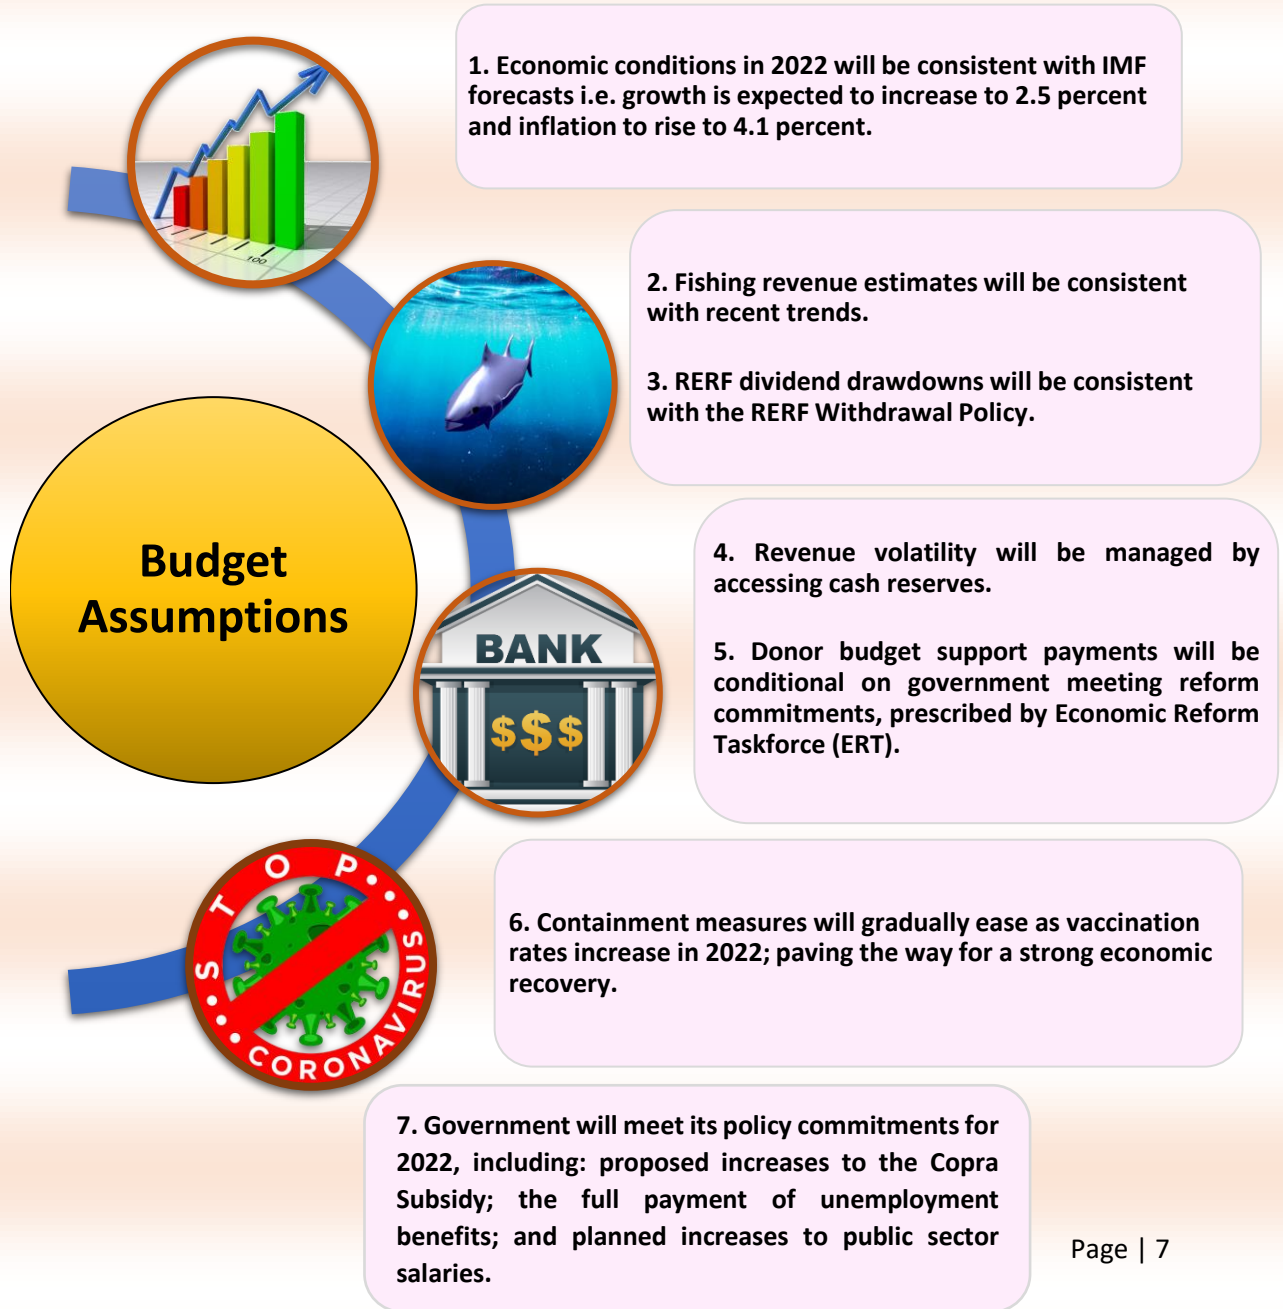 1. Economic conditions in 2022 will be consistent with IMF
forecasts i.e. growth is expected to increase to 2.5 percent
and inflation to rise to 4.1 percent.
100
2. Fishing revenue estimates will be consistent
with recent trends.
3. RERF dividend drawdowns will be consistent
with the RERF Withdrawal Policy.
Budget
Assumptions
4. Revenue volatility will be managed by
accessing cash reserves.
5. Donor budget support payments will be
conditional on government meeting reform
commitments, prescribed by Economic Reform
Taskforce (ERT).
BANK
$$$
STOP
CORONAVIRUS
6. Containment measures will gradually ease as vaccination
rates increase in 2022; paving the way for a strong economic
recovery.
7. Government will meet its policy commitments for
2022, including: proposed increases to the Copra
Subsidy; the full payment of unemployment
benefits; and planned increases to public sector
salaries.
Page | 7